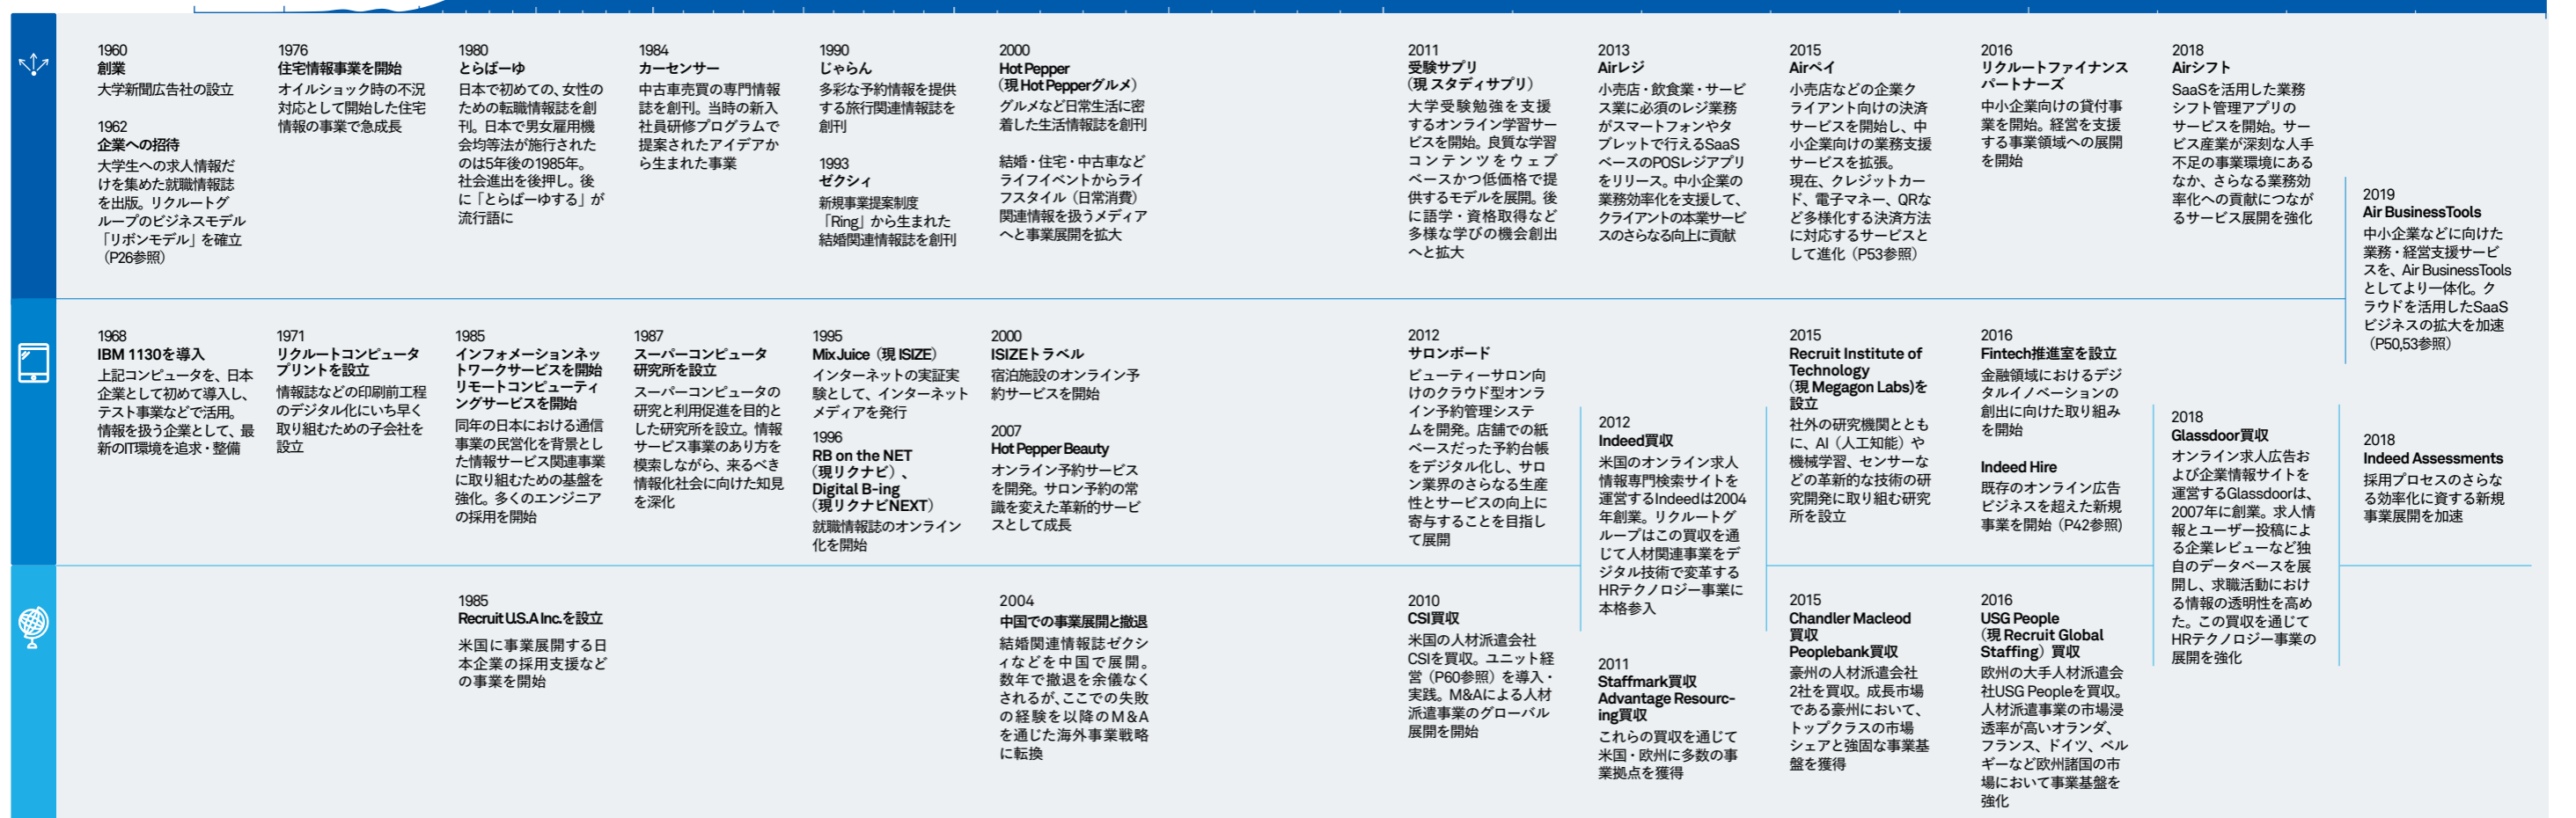 1960
創業
大学新聞広告社の設立
1962
企業への招待
大学生への求人情報だ
けを集めた就職情報誌
を出版。リクルートグ
ループのビジネスモデル
「リボンモデル」を確立
（P26参照）
1976
住宅情報事業を開始
オイルショック時の不況
対応として開始した住宅
情報の事業で急成長
1980
とらばーゆ
日本で初めての、女性の
ための転職情報誌を創
刊。日本で男女雇用機
会均等法が施行された
のは5年後の1985年。
社会進出を後押し。後
に「とらばーゆする」が
流行語に
1984
カーセンサー
中古車売買の専門情報
誌を創刊。当時の新入
社員研修プログラムで
提案されたアイデアか
ら生まれた事業
1990
じゃらん
多彩な予約情報を提供
する旅行関連情報誌を
創刊
1993
ゼクシィ
新規事業提案制度
「Ring」から生まれた
結婚関連情報誌を創刊
2000
Hot Pepper
（現 Hot Pepperグルメ）
グルメなど日常生活に密
着した生活情報誌を創刊
結婚・住宅・中古車など
ライフイベントからライ
フスタイル（日常消費）
関連情報を扱うメディア
へと事業展開を拡大
2011
受験サプリ
（現 スタディサプリ）
大学受験勉強を支援
するオンライン学習サー
ビスを開始。良質な学習
コンテンツをウェブ
ベースかつ低価格で提
供するモデルを展開。後
に語学・資格取得など
多様な学びの機会創出
へと拡大
2013
Airレジ
小売店・飲食業・サービ
ス業に必須のレジ業務
がスマートフォンやタ
ブレットで行えるSaaS
ベースのPOSレジアプリ
をリリース。中小企業の
業務効率化を支援して、
クライアントの本業サービ
スのさらなる向上に貢献
2015
Airペイ
小売店などの企業ク
ライアント向けの決済
サービスを開始し、中
小企業向けの業務支援
サービスを拡張。
現在、クレジットカー
ド、電子マネー、QRな
ど多様化する決済方法
に対応するサービスと
して進化（P53参照）
2016
リクルートファイナンス
パートナーズ
中小企業向けの貸付事
業を開始。経営を支援
する事業領域への展開
を開始
2018
Airシフト
SaaSを活用した業務
シフト管理アプリの
サービスを開始。サー
ビス産業が深刻な人手
不足の事業環境にある
なか、さらなる業務効
率化への貢献につなが
るサービス展開を強化
2019
Air BusinessTools
中小企業などに向けた
業務・経営支援サービ
スを、Air BusinessTools
としてより一体化。ク
ラウドを活用したSaaS
ビジネスの拡大を加速
（P50,53参照）
1968
IBM 1130を導入
上記コンピュータを、日本
企業として初めて導入し、
テスト事業などで活用。
情報を扱う企業として、最
新のIT環境を追求・整備
1971
リクルートコンピュータ
プリントを設立
情報誌などの印刷前工程
のデジタル化にいち早く
取り組むための子会社を
設立
1985
インフォメーションネッ
トワークサービスを開始
リモートコンピューティ
ングサービスを開始
同年の日本における通信
事業の民営化を背景とし
た情報サービス関連事業
に取り組むための基盤を
強化。多くのエンジニア
の採用を開始
1987
スーパーコンピュータ
研究所を設立
スーパーコンピュータの
研究と利用促進を目的と
した研究所を設立。情報
サービス事業のあり方を
模索しながら、来るべき
情報化社会に向けた知見
を深化
1995
Mix Juice（現 ISIZE）
インターネットの実証実
験として、インターネット
メディアを発行
1996
RB on the NET
（現リクナビ）、
Digital B-ing
（現リクナビNEXT）
就職情報誌のオンライン
化を開始
2000
ISIZEトラベル
宿泊施設のオンライン予
約サービスを開始
2007
Hot Pepper Beauty
オンライン予約サービス
を開発。サロン予約の常
識を変えた革新的サービ
スとして成長
2012
サロンボード
ビューティーサロン向
けのクラウド型オンラ
イン予約管理システ
ムを開発。店舗での紙
ベースだった予約台帳
をデジタル化し、サロ
ン業界のさらなる生産
性とサービスの向上に
寄与することを目指し
て展開
2012
Indeed買収
米国のオンライン求人
情報専門検索サイトを
運営するIndeedは2004
年創業。リクルートグ
ループはこの買収を通
じて人材関連事業をデ
ジタル技術で変革する
HRテクノロジー事業に
本格参入
2015
Recruit Institute of
Technology
（現 Megagon Labs）を
設立
社外の研究機関ととも
に、AI（人工知能）や
機械学習、センサーな
どの革新的な技術の研
究開発に取り組む研究
所を設立
2016
Fintech推進室を設立
金融領域におけるデジ
タルイノベーションの
創出に向けた取り組み
を開始
Indeed Hire
既存のオンライン広告
ビジネスを超えた新規
事業を開始（P42参照）
2018
Glassdoor買収
オンライン求人広告お
よび企業情報サイトを
運営するGlassdoorは、
2007年に創業。求人情
報とユーザー投稿によ
る企業レビューなど独
自のデータベースを展
開し、求職活動におけ
る情報の透明性を高め
た。この買収を通じて
HRテクノロジー事業の
展開を強化
2018
Indeed Assessments
採用プロセスのさらな
る効率化に資する新規
事業展開を加速
1985
Recruit U.S.A Inc.を設立
米国に事業展開する日
本企業の採用支援など
の事業を開始
2004
中国での事業展開と撤退
結婚関連情報誌ゼクシ
ィなどを中国で展開。
数年で撤退を余儀なく
されるが、ここでの失敗
の経験を以降のM&A
を通じた海外事業戦略
に転換
2010
CSI買収
米国の人材派遣会社
CSIを買収。ユニット経
営（P60参照）を導入・
実践。M&Aによる人材
派遣事業のグローバル
展開を開始
2011
Staffmark買収
Advantage Resourc-
ing買収
これらの買収を通じて
米国・欧州に多数の事
業拠点を獲得
2015
Chandler Macleod
買収
Peoplebank買収
豪州の人材派遣会社
2社を買収。成長市場
である豪州において、
トップクラスの市場
シェアと強固な事業基
盤を獲得
2016
USG People
（現 Recruit Global
Staffing）買収
欧州の大手人材派遣会
社USG Peopleを買収。
人材派遣事業の市場浸
透率が高いオランダ、
フランス、ドイツ、ベル
ギーなど欧州諸国の市
場において事業基盤を
強化